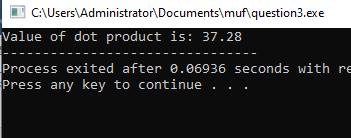 C:\Users\Administrator\Documents\muf\question3.exe
Value of dot product is: 37.28
--------------------------------
Process exited after 0.06936 seconds with re
Press any key to continue . . .